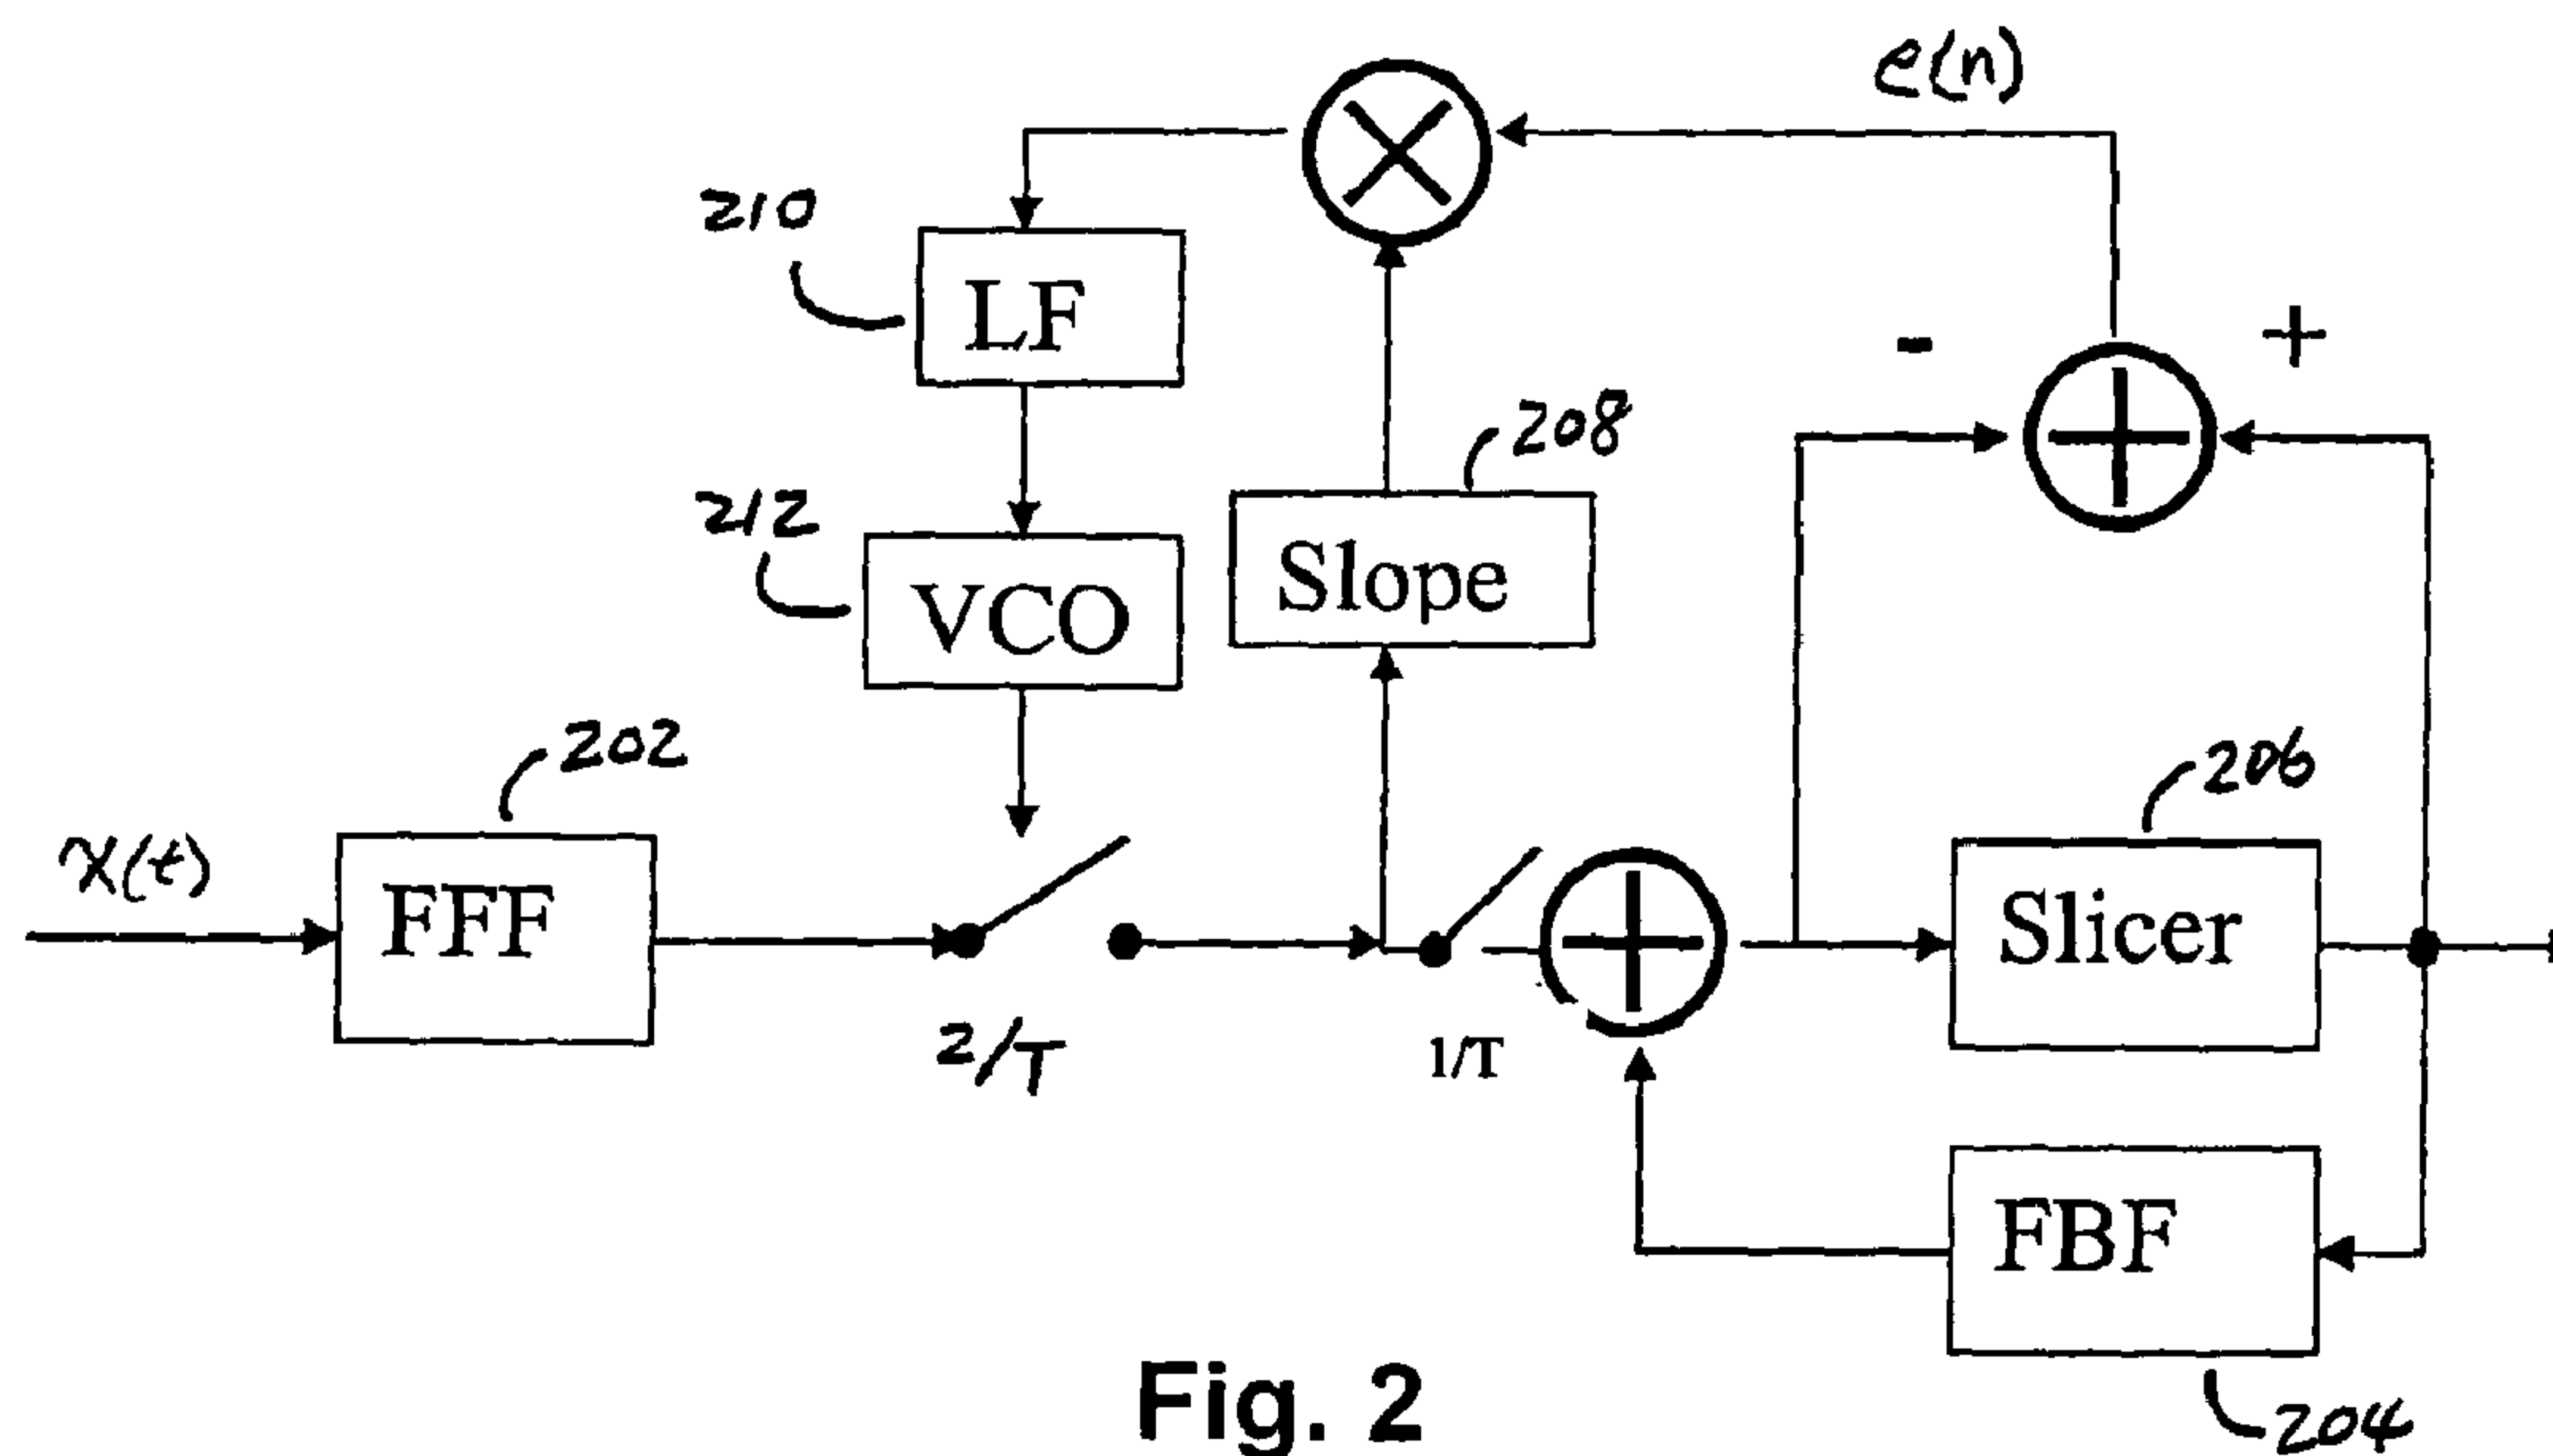 e(n)
210
LF
-
+
208
212
VCO
Slope
202
206
x(t)
FFF
Slicer
2/T
1/T
FBF
204
Fig. 2